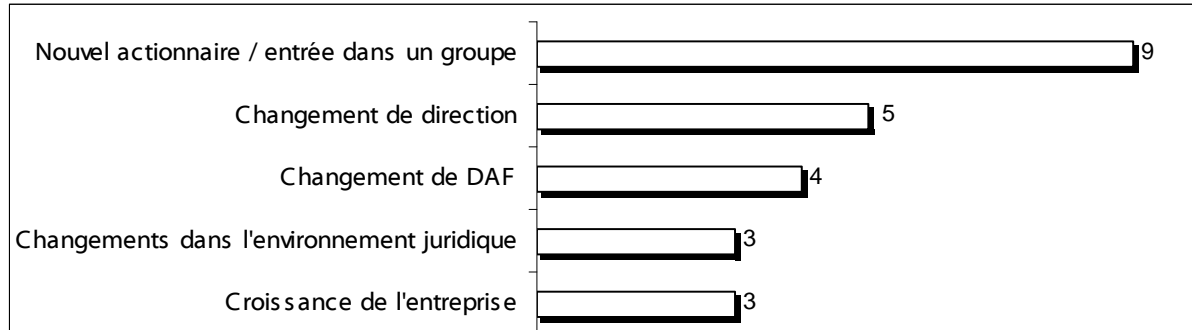 Nouvel actionnaire / entrée dans un groupe 9
Changement de direction 5
Changement de DAF 4
Changements dans l'environnement juridique 3
Croissance de l'entreprise 3